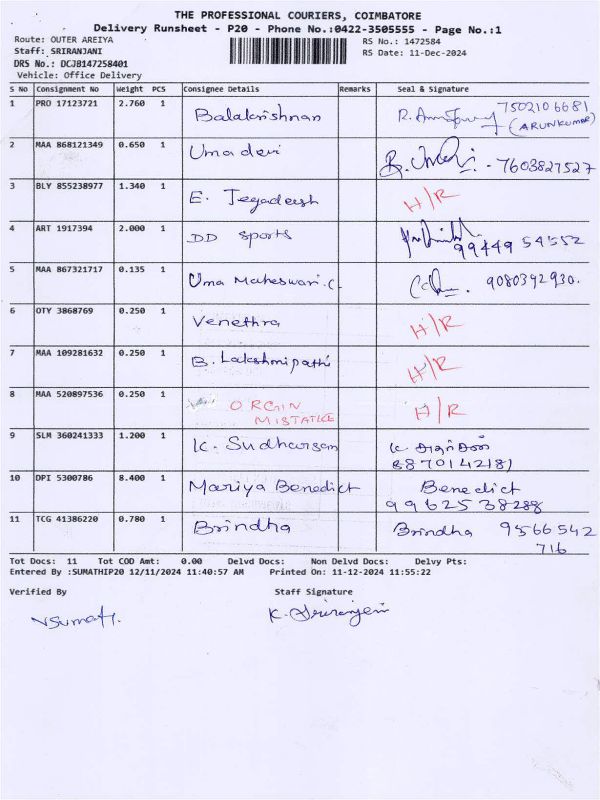 THE PROFESSIONAL COURIERS, COIMBATORE
Delivery Runsheet - P20 - Phone No.:0422-3505555 - Page No.:1
Route: OUTER AREIYA RS No.: 1472584
Staff: SRIRANJANI RS Date: 11-Dec-2024
DRS No.: DCJB147258401
Vehicle: Office Delivery
S No Consignment No Weight PCS Consignee Details Remarks Seal & Signature
1 PRO 17123721 2.760 1 Balakrishnan 7502106681
(ARUNKUMAR)
2 MAA 868121349 0.650 1 Umadevi 7603827527
3 BLY 855238977 1.340 1 E. Jegadeesh H/R
4 ART 1917394 2.000 1 DD sports 99449 54552
5 MAA 867321717 0.135 1 Uma Maheswari.C. 9080392930.
6 OTY 3868769 0.250 1 Venethra H/R
7 MAA 109281632 0.250 1 B. Lakshmipathi H/R
8 MAA 520897536 0.250 1 ORGIN MISTAKE H/R
9 SLM 360241333 1.200 1 K. Sudharsan
8870142181
10 DPI 5300786 8.400 1 Mariya Benedict Benedict
9962538288
11 TCG 41386220 0.780 1 Brindha Brindha 9566542
716
Tot Docs: 11 Tot COD Amt: 0.00 Delvd Docs: Non Delvd Docs: Delvy Pts:
Entered By :SUMATHIP20 12/11/2024 11:40:57 AM Printed On: 11-12-2024 11:55:22
Verified By Staff Signature